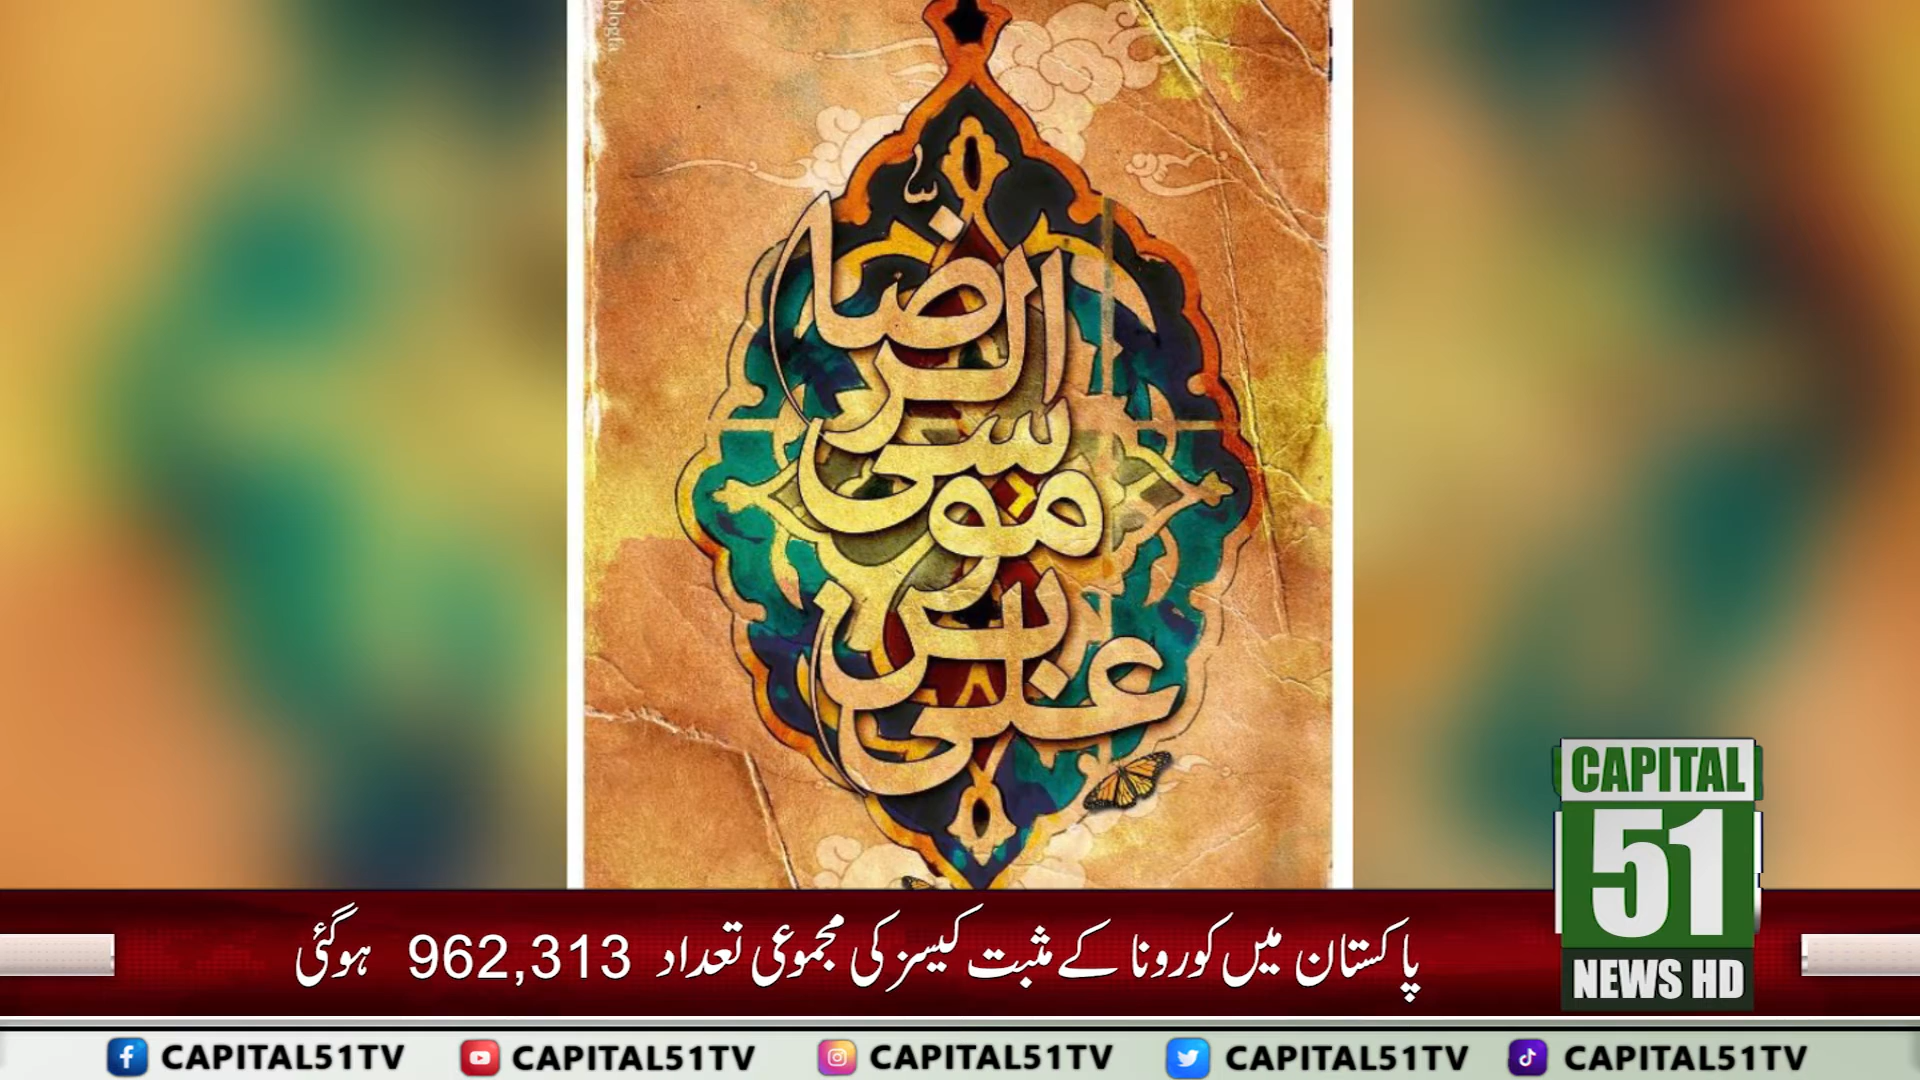 blogfa
علی بن موسی الرضا
CAPITAL
51
NEWS HD
پاکستان میں کورونا کے مثبت کیسز کی مجموعی تعداد 962,313 ہوگئی
CAPITAL51TV CAPITAL51TV CAPITAL51TV CAPITAL51TV CAPITAL51TV